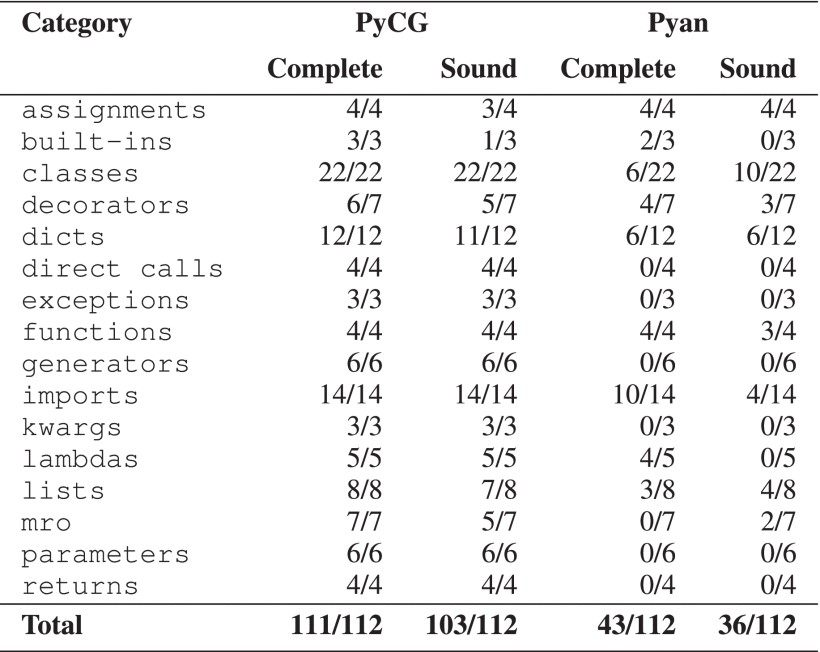 Category PyCG Pyan
Complete Sound Complete Sound
assignments 4/4 3/4 4/4 4/4
built-ins 3/3 1/3 2/3 0/3
classes 22/22 22/22 6/22 10/22
decorators 6/7 5/7 4/7 3/7
dicts 12/12 11/12 6/12 6/12
direct calls 4/4 4/4 0/4 0/4
exceptions 3/3 3/3 0/3 0/3
functions 4/4 4/4 4/4 3/4
generators 6/6 6/6 0/6 0/6
imports 14/14 14/14 10/14 4/14
kwargs 3/3 3/3 0/3 0/3
lambdas 5/5 5/5 4/5 0/5
lists 8/8 7/8 3/8 4/8
mro 7/7 5/7 0/7 2/7
parameters 6/6 6/6 0/6 0/6
returns 4/4 4/4 0/4 0/4
Total 111/112 103/112 43/112 36/112